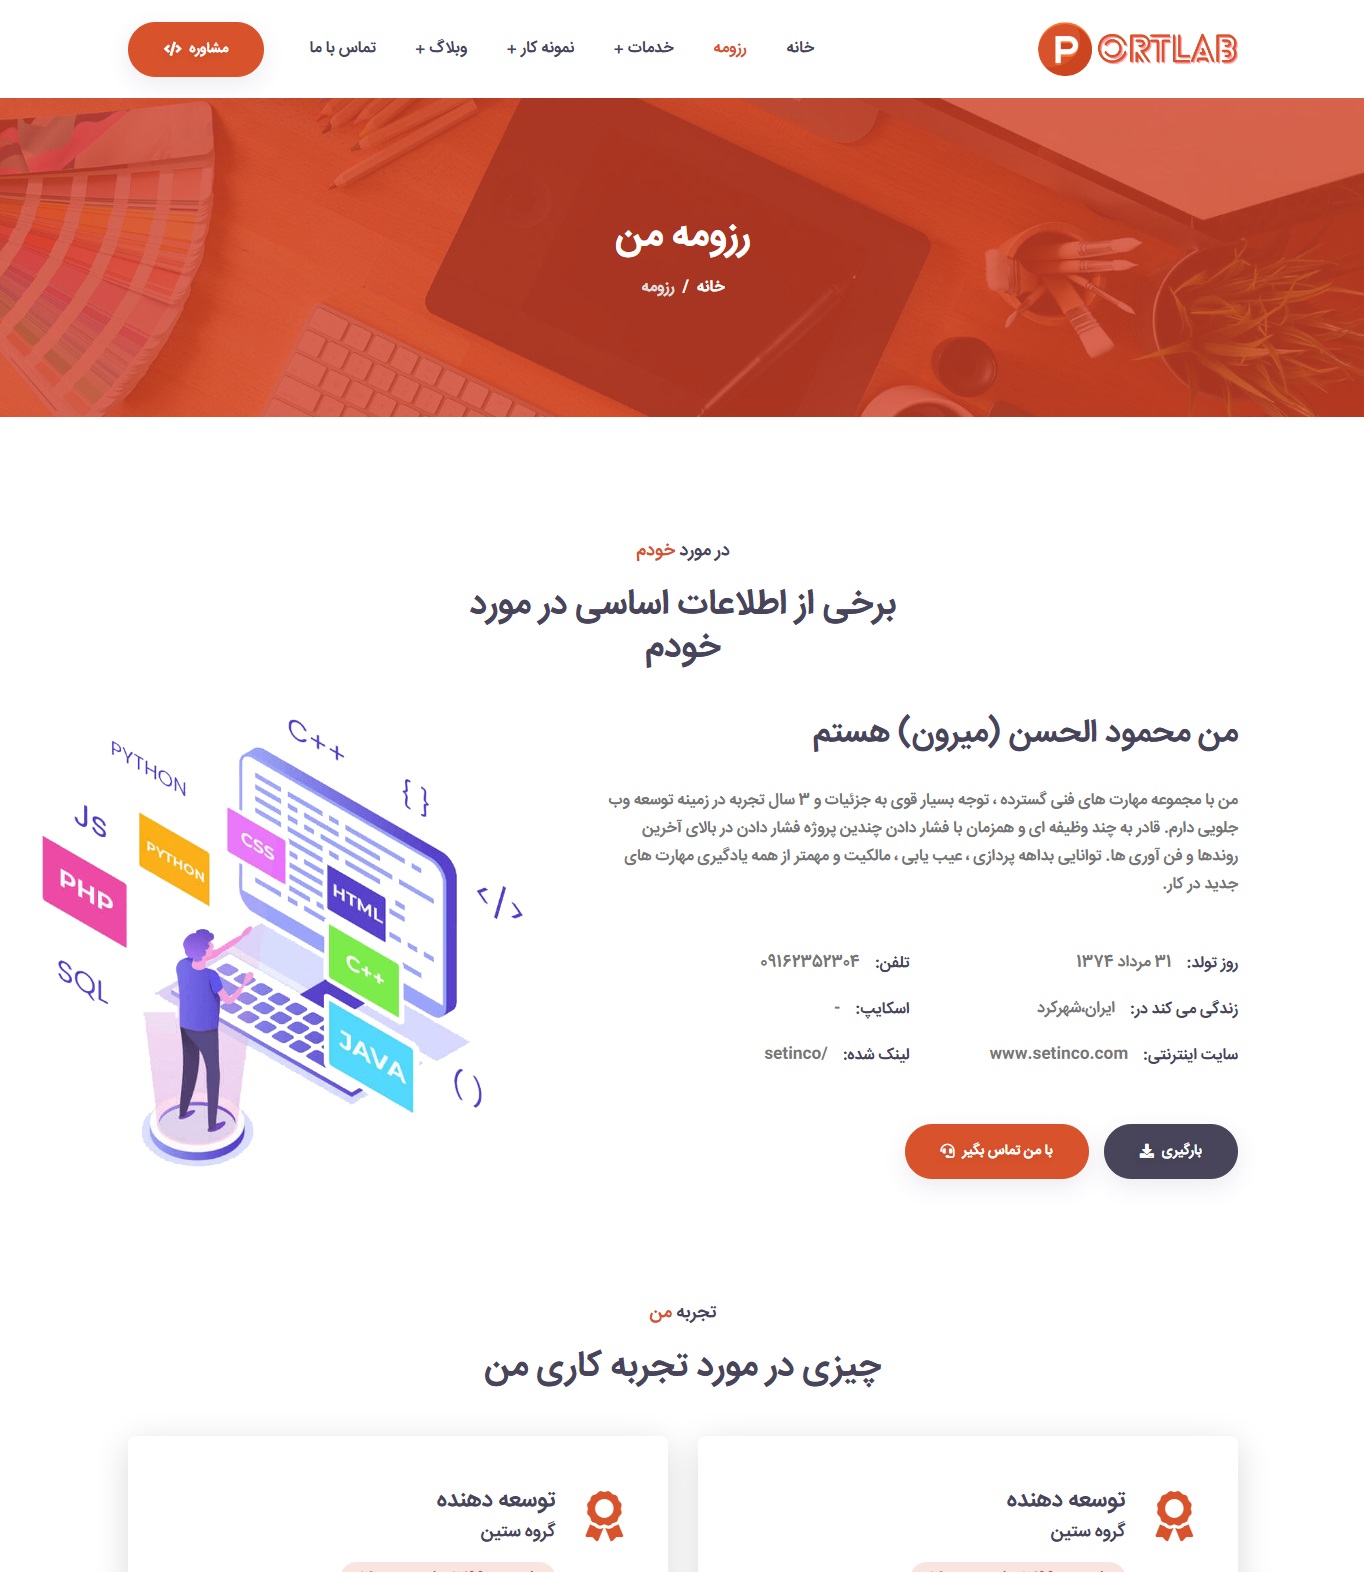 PORTLAB
خانه
رزومه
خدمات +
نمونه کار +
وبلاگ +
تماس با ما
مشاوره </>
رزومه من
خانه / رزومه
در مورد خودم
برخی از اطلاعات اساسی در مورد
خودم
من محمود الحسن (میرون) هستم
من با مجموعه مهارت های فنی گسترده ، توجه بسیار قوی به جزئیات و ۳ سال تجربه در زمینه توسعه وب
جلویی دارم. قادر به چند وظیفه ای و همزمان با فشار دادن چندین پروژه فشار دادن در بالای آخرین
روندها و فن آوری ها. توانایی بداهه پردازی ، عیب یابی ، مالکیت و مهمتر از همه یادگیری مهارت های
جدید در کار.
روز تولد: ۳۱ مرداد ۱۳۷۴
تلفن: ۰۹۱۶۲۳۵۲۳۰۴
زندگی می کند در: ایران،شهرکرد
اسکایپ: -
سایت اینترنتی: www.setinco.com
لینک شده: setinco/
بارگیری
با من تماس بگیر
C++
PYTHON
{ }
JS
CSS
PYTHON
PHP
HTML
</>
C++
SQL
JAVA
( )
تجربه من
چیزی در مورد تجربه کاری من
توسعه دهنده
گروه ستین
توسعه دهنده
گروه ستین